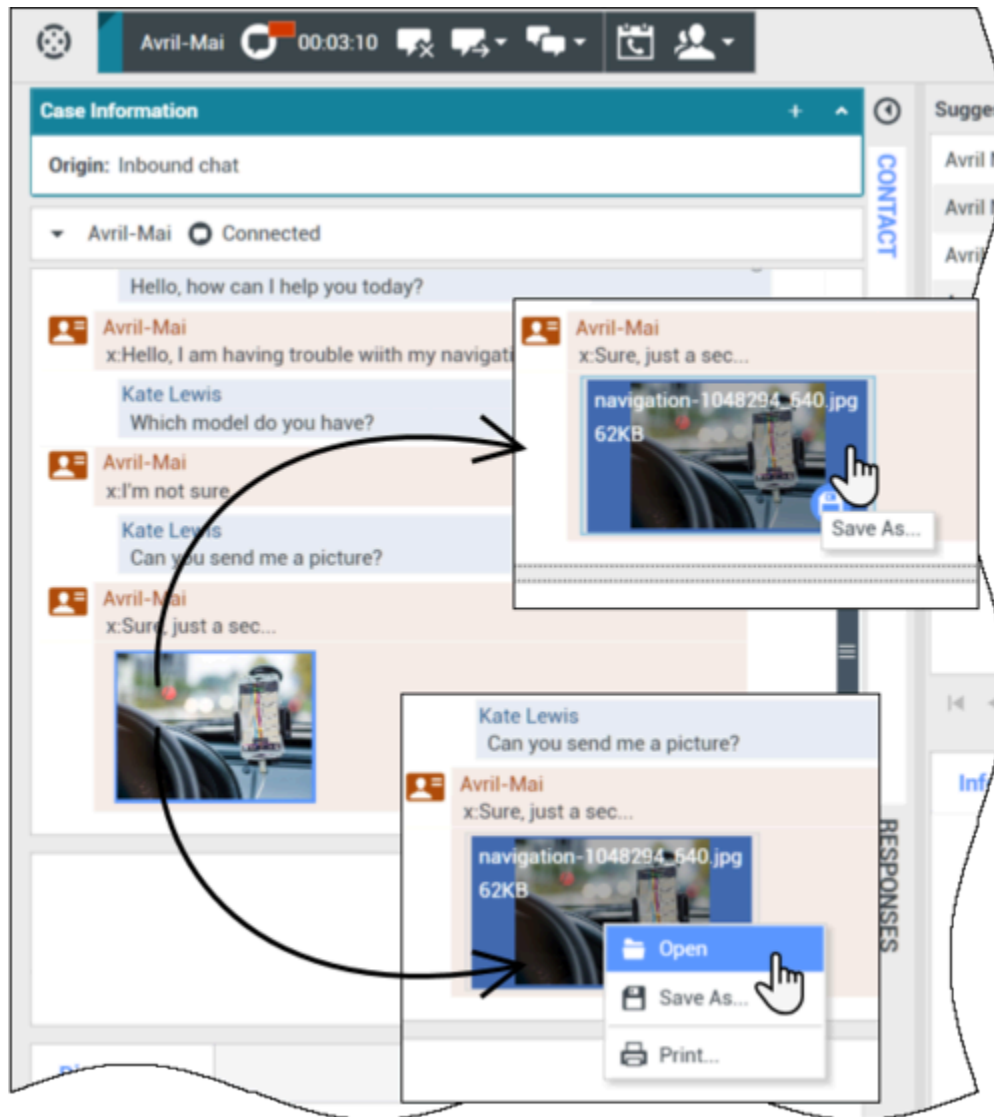 Avril-Mai 00:03:10
Case Information
Origin: Inbound chat
Avril-Mai Connected
Hello, how can I help you today?
Avril-Mai
x:Hello, I am having trouble wiith my navigati
Kate Lewis
Which model do you have?
Avril-Mai
x:I'm not sure
Kate Lewis
Can you send me a picture?
Avril-Mai
x:Sure, just a sec...
Avril-Mai
x:Sure, just a sec...
navigation-1048294_640.jpg
62KB
Save As...
Kate Lewis
Can you send me a picture?
Avril-Mai
x:Sure, just a sec...
navigation-1048294_640.jpg
62KB
Open
Save As...
Print...
CONTACT
RESPONSES
Sugge
Avril
Avril
Avril
Inf